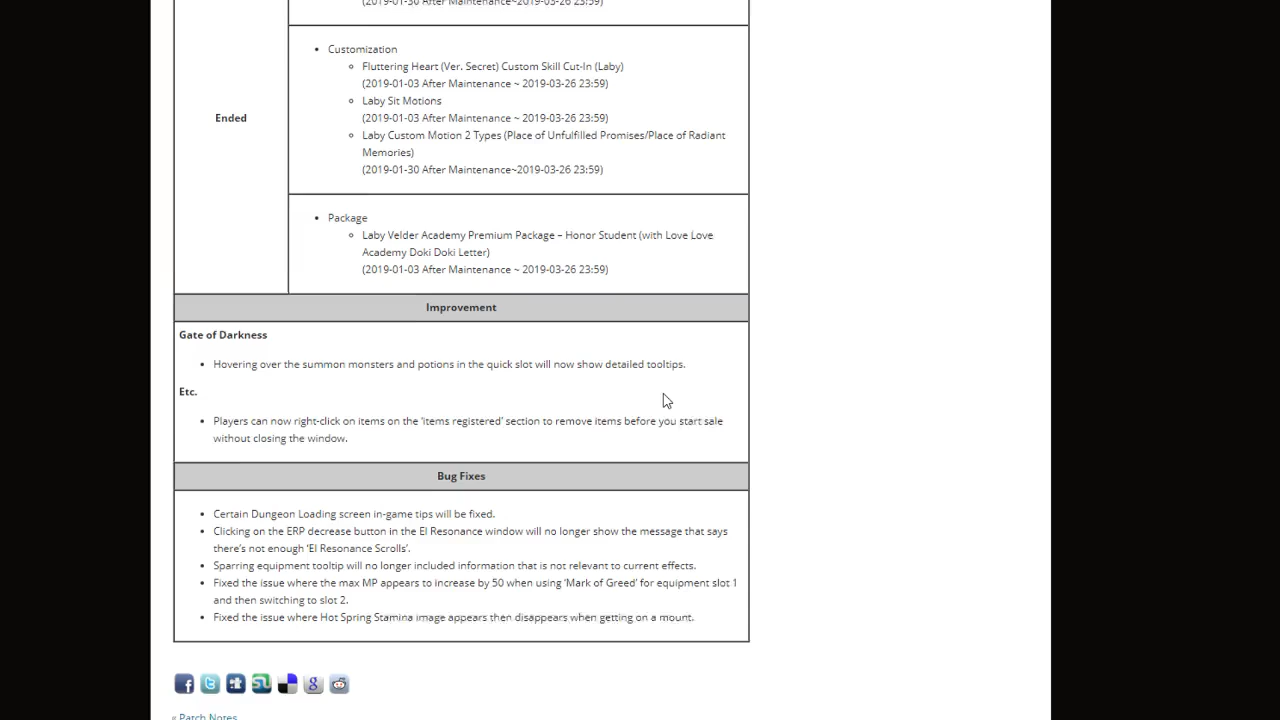 (2019-01-30 After Maintenance~2019-03-26 23:59)
Customization
Fluttering Heart (Ver. Secret) Custom Skill Cut-In (Laby)
(2019-01-03 After Maintenance ~ 2019-03-26 23:59)
Ended
Laby Sit Motions
(2019-01-03 After Maintenance ~ 2019-03-26 23:59)
Laby Custom Motion 2 Types (Place of Unfulfilled Promises/Place of Radiant
Memories)
(2019-01-30 After Maintenance~2019-03-26 23:59)
Package
Laby Velder Academy Premium Package – Honor Student (with Love Love
Academy Doki Doki Letter)
(2019-01-03 After Maintenance ~ 2019-03-26 23:59)
Improvement
Gate of Darkness
Hovering over the summon monsters and potions in the quick slot will now show detailed tooltips.
Etc.
Players can now right-click on items on the ‘items registered’ section to remove items before you start sale
without closing the window.
Bug Fixes
Certain Dungeon Loading screen in-game tips will be fixed.
Clicking on the ERP decrease button in the El Resonance window will no longer show the message that says
there’s not enough ‘El Resonance Scrolls’.
Sparring equipment tooltip will no longer included information that is not relevant to current effects.
Fixed the issue where the max MP appears to increase by 50 when using ‘Mark of Greed’ for equipment slot 1
and then switching to slot 2.
Fixed the issue where Hot Spring Stamina image appears then disappears when getting on a mount.
« Patch Notes